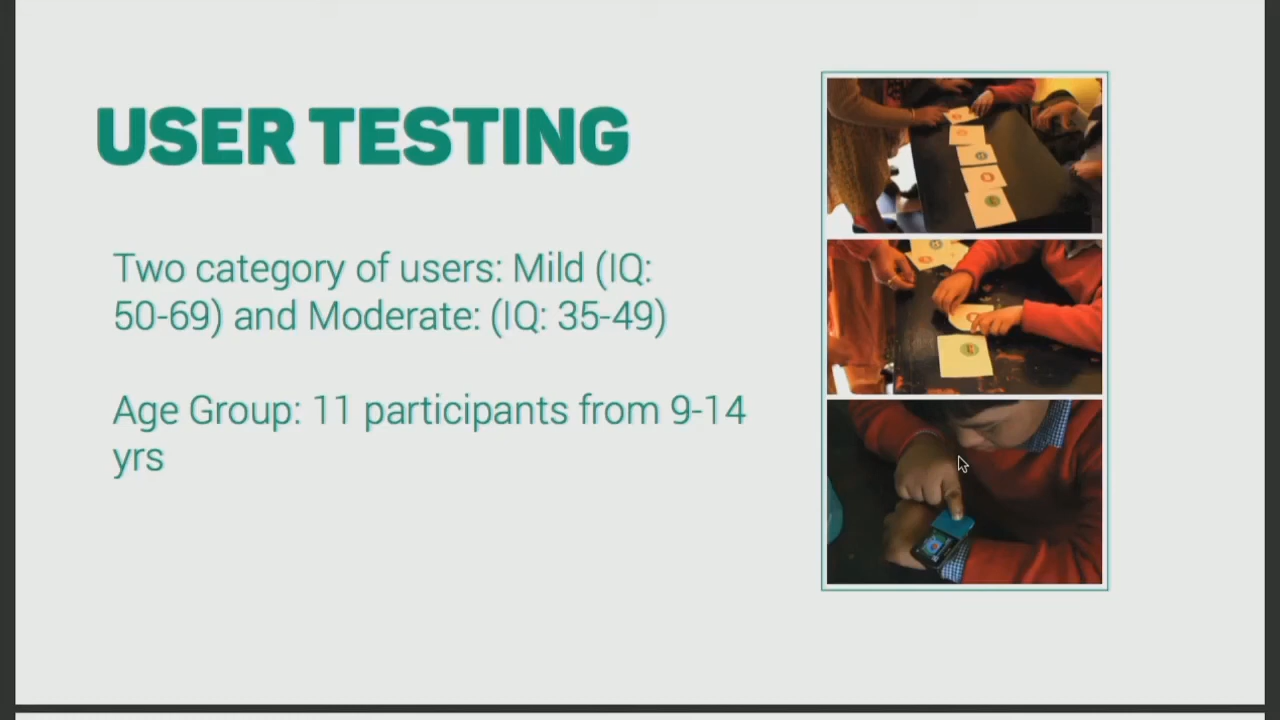 USER TESTING
Two category of users: Mild (IQ:
50-69) and Moderate: (IQ: 35-49)
Age Group: 11 participants from 9-14
yrs